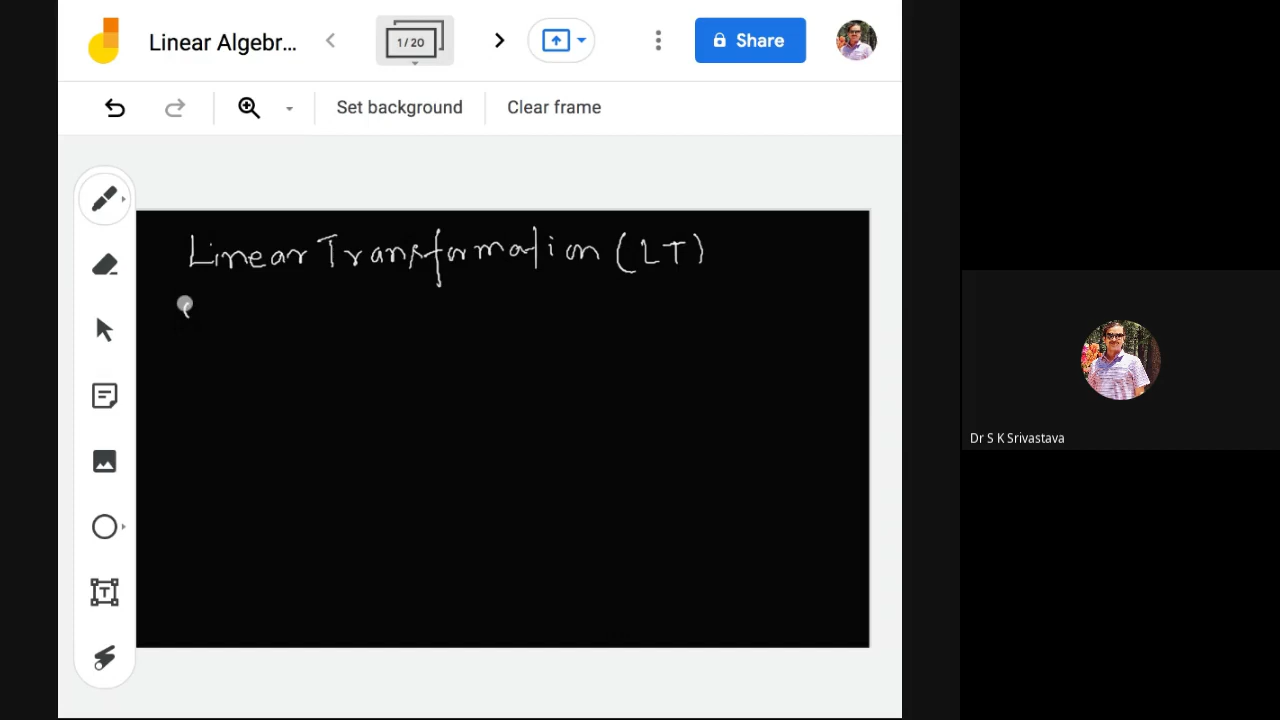 Linear Algebr...
1/20
Share
Set background
Clear frame
Linear Transformation (LT)
T
Dr S K Srivastava